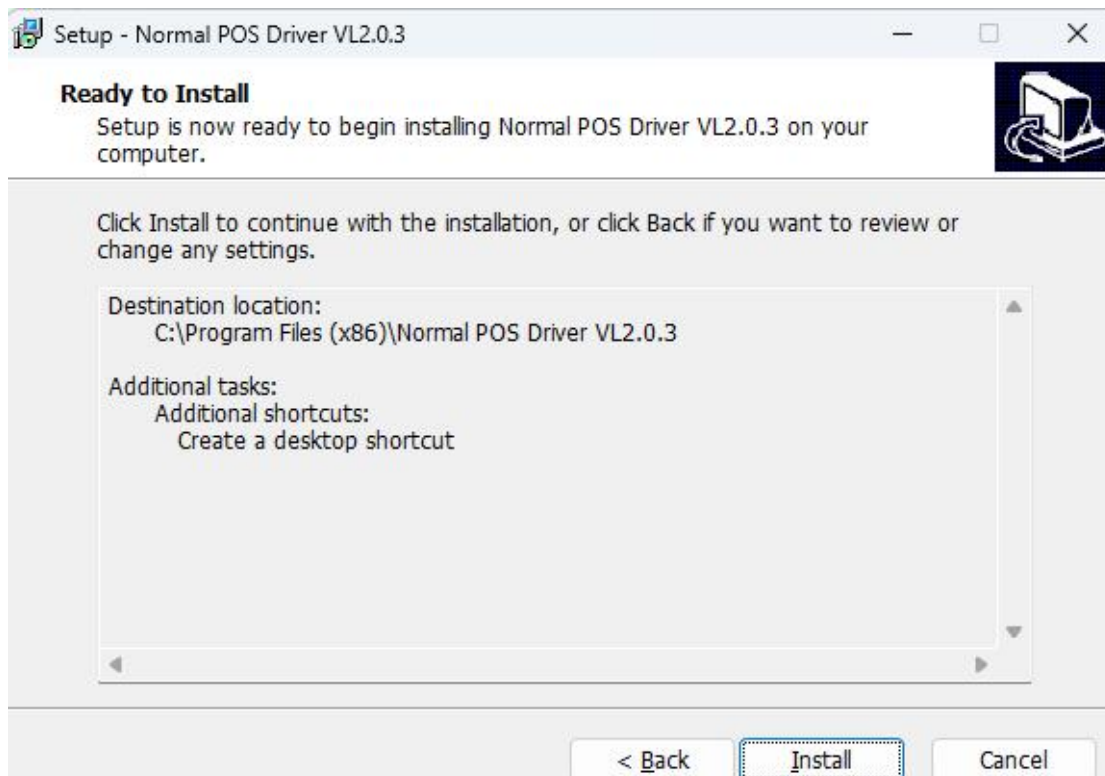 Setup - Normal POS Driver VL2.0.3
Ready to Install
Setup is now ready to begin installing Normal POS Driver VL2.0.3 on your
computer.
Click Install to continue with the installation, or click Back if you want to review or
change any settings.
Destination location:
C:\Program Files (x86)\Normal POS Driver VL2.0.3
Additional tasks:
Additional shortcuts:
Create a desktop shortcut
< Back
Install
Cancel